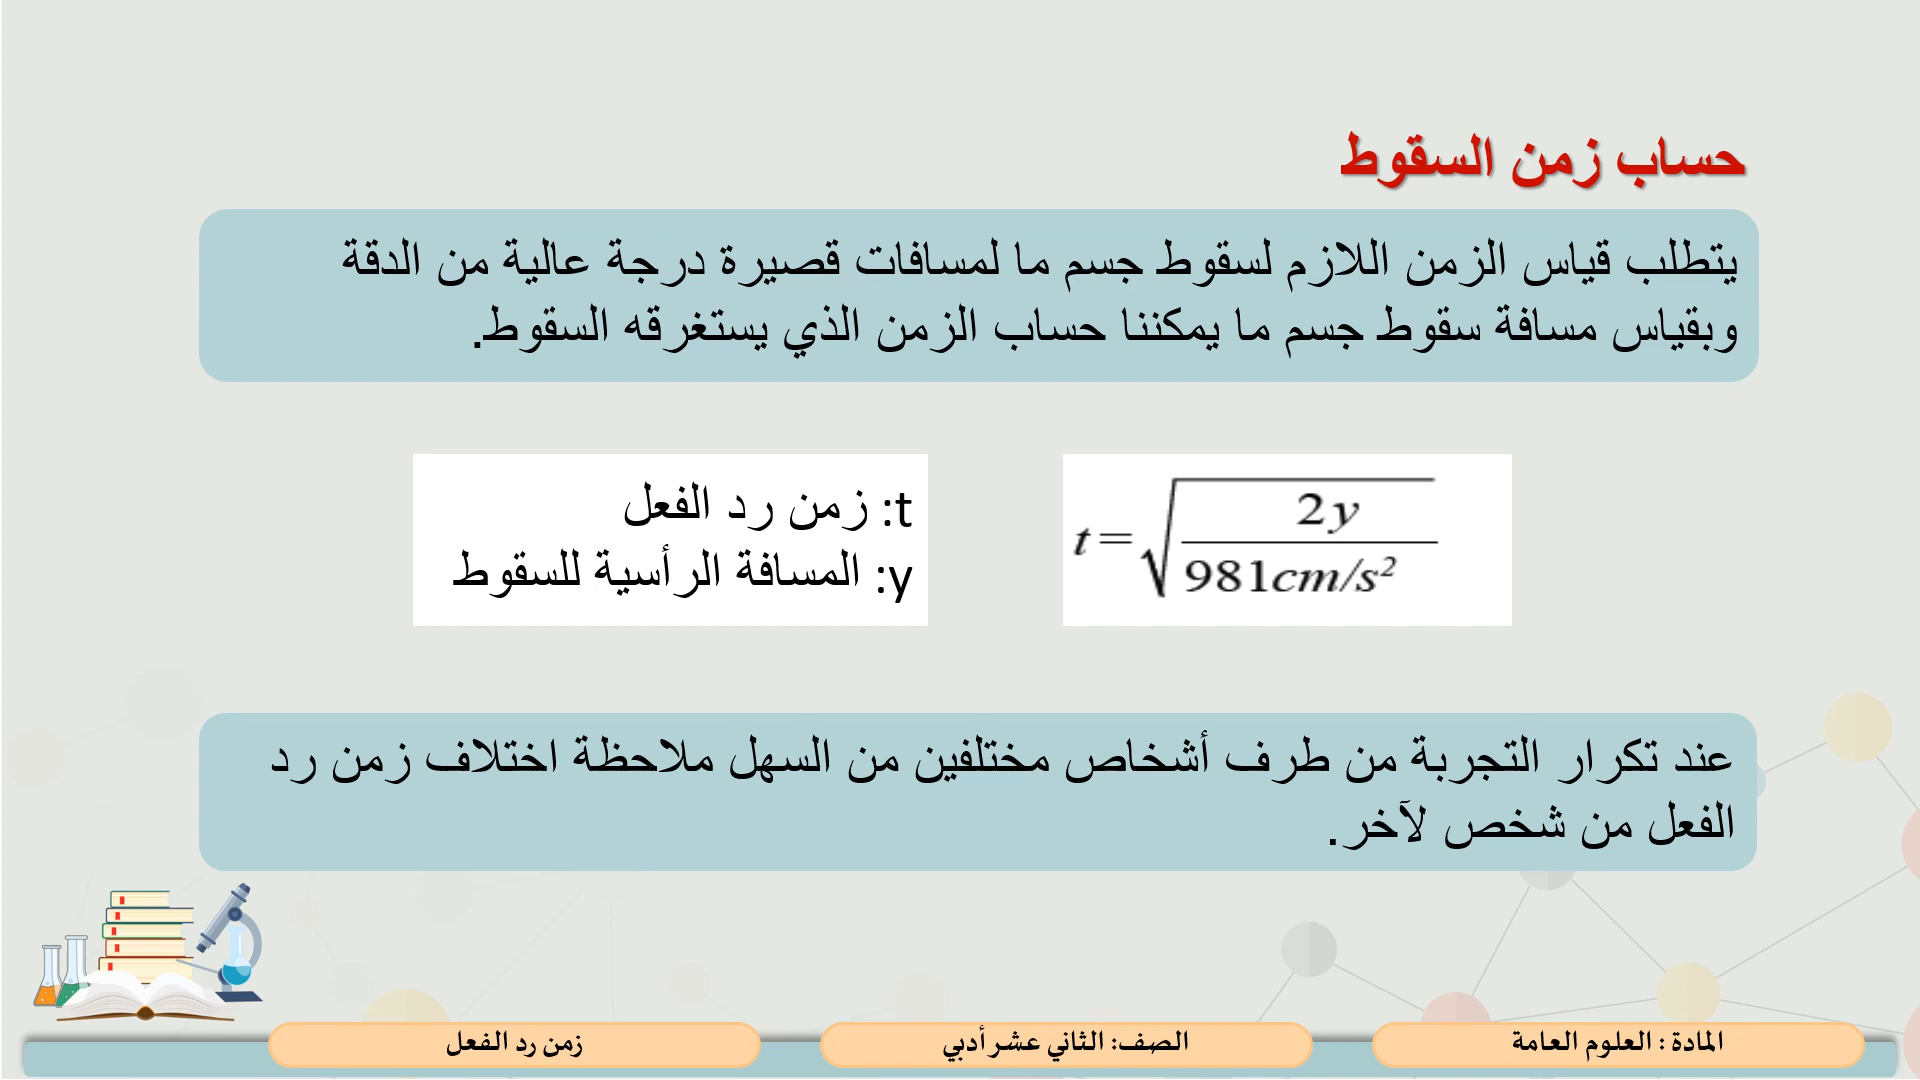 حساب زمن السقوط
يتطلب قياس الزمن اللازم لسقوط جسم ما لمسافات قصيرة درجة عالية من الدقة
وبقياس مسافة سقوط جسم ما يمكننا حساب الزمن الذي يستغرقه السقوط.
t = √(2y / 981cm/s²)
t: زمن رد الفعل
y: المسافة الرأسية للسقوط
عند تكرار التجربة من طرف أشخاص مختلفين من السهل ملاحظة اختلاف زمن رد
الفعل من شخص لآخر.
المادة : العلوم العامة
الصف: الثاني عشر أدبي
زمن رد الفعل